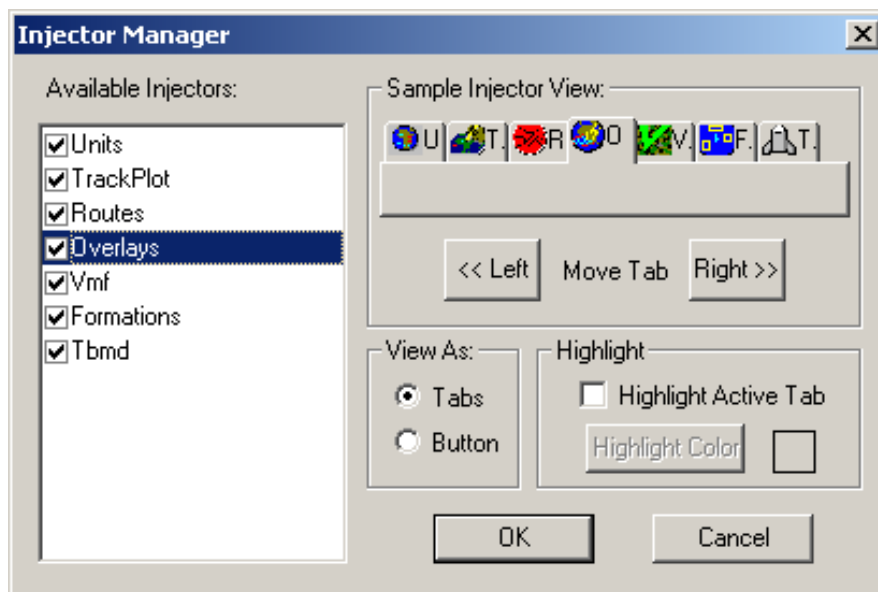 Injector Manager
Available Injectors:
Units
TrackPlot
Routes
Overlays
Vmf
Formations
Tbmd
Sample Injector View:
U T. R O V. F. T.
<< Left Move Tab Right >>
View As:
Tabs
Button
Highlight
Highlight Active Tab
Highlight Color
OK Cancel